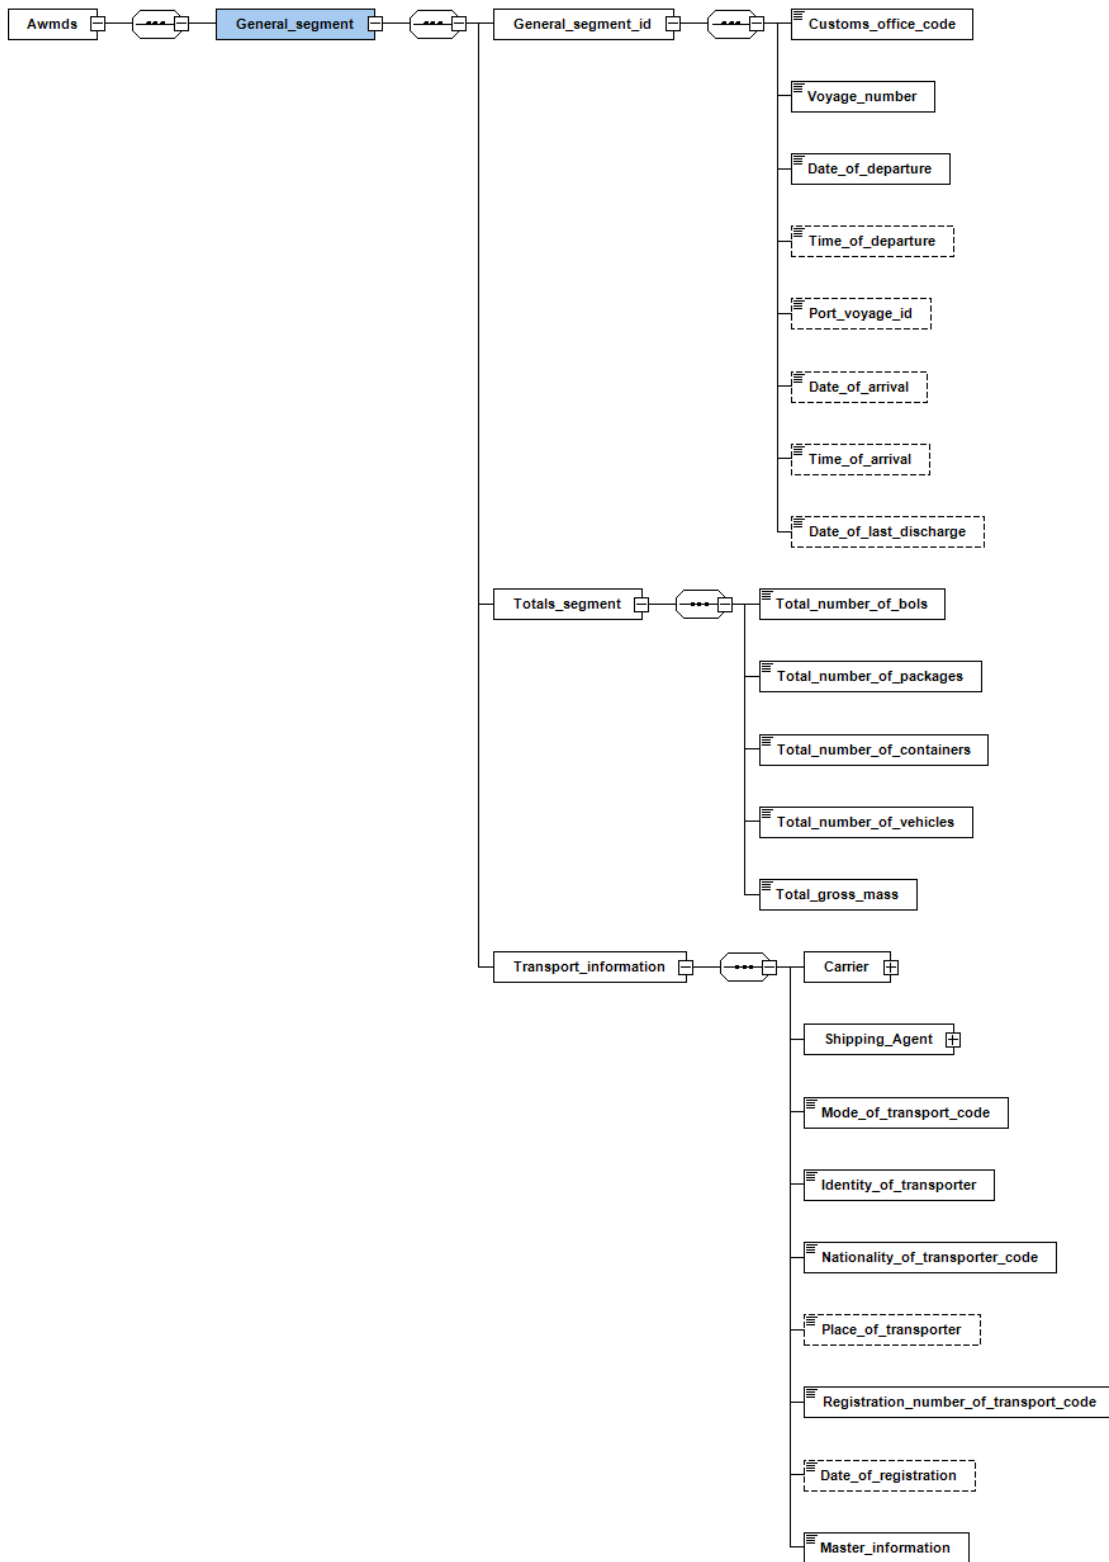 Awmds
General_segment
General_segment_id
Customs_office_code
Voyage_number
Date_of_departure
Time_of_departure
Port_voyage_id
Date_of_arrival
Time_of_arrival
Date_of_last_discharge
Totals_segment
Total_number_of_bols
Total_number_of_packages
Total_number_of_containers
Total_number_of_vehicles
Total_gross_mass
Transport_information
Carrier
Shipping_Agent
Mode_of_transport_code
Identity_of_transporter
Nationality_of_transporter_code
Place_of_transporter
Registration_number_of_transport_code
Date_of_registration
Master_information